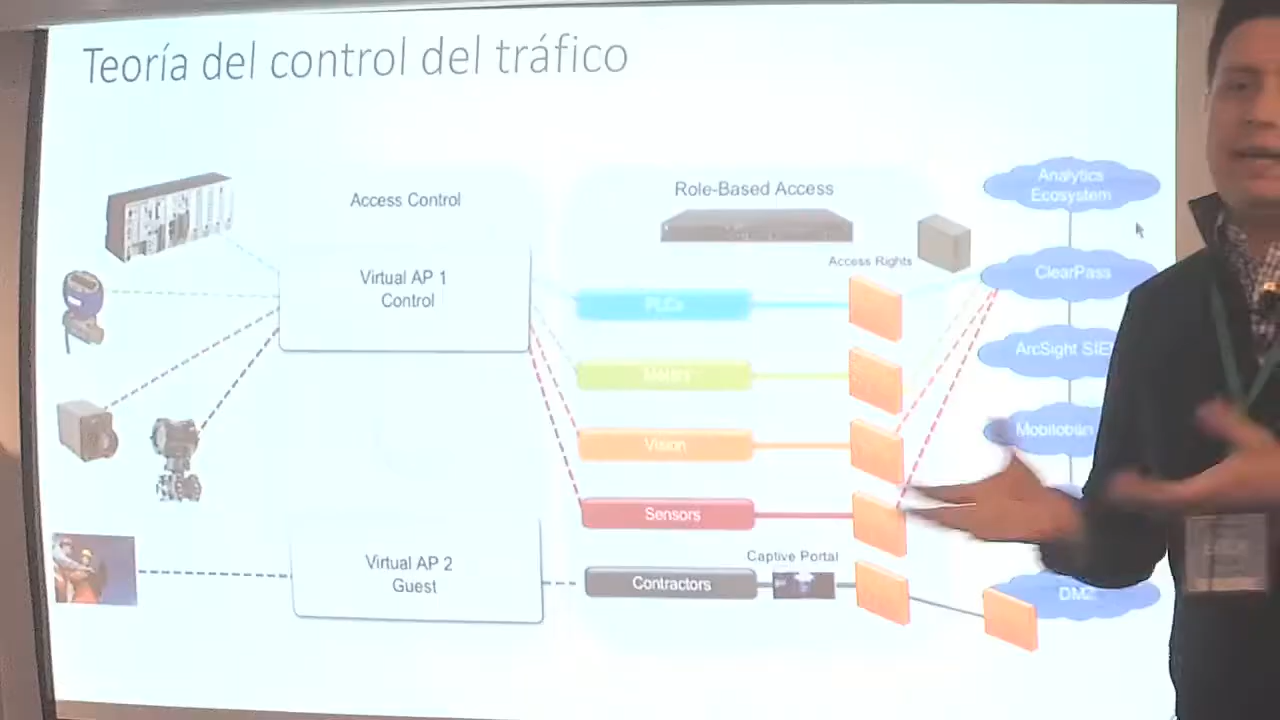 Teoría del control del tráfico
Access Control
Virtual AP 1
Control
Virtual AP 2
Guest
Role-Based Access
Access Rights
PLCs
Meters
Vision
Sensors
Captive Portal
Contractors
Analytics
Ecosystem
ClearPass
ArcSight SIE
DMZ